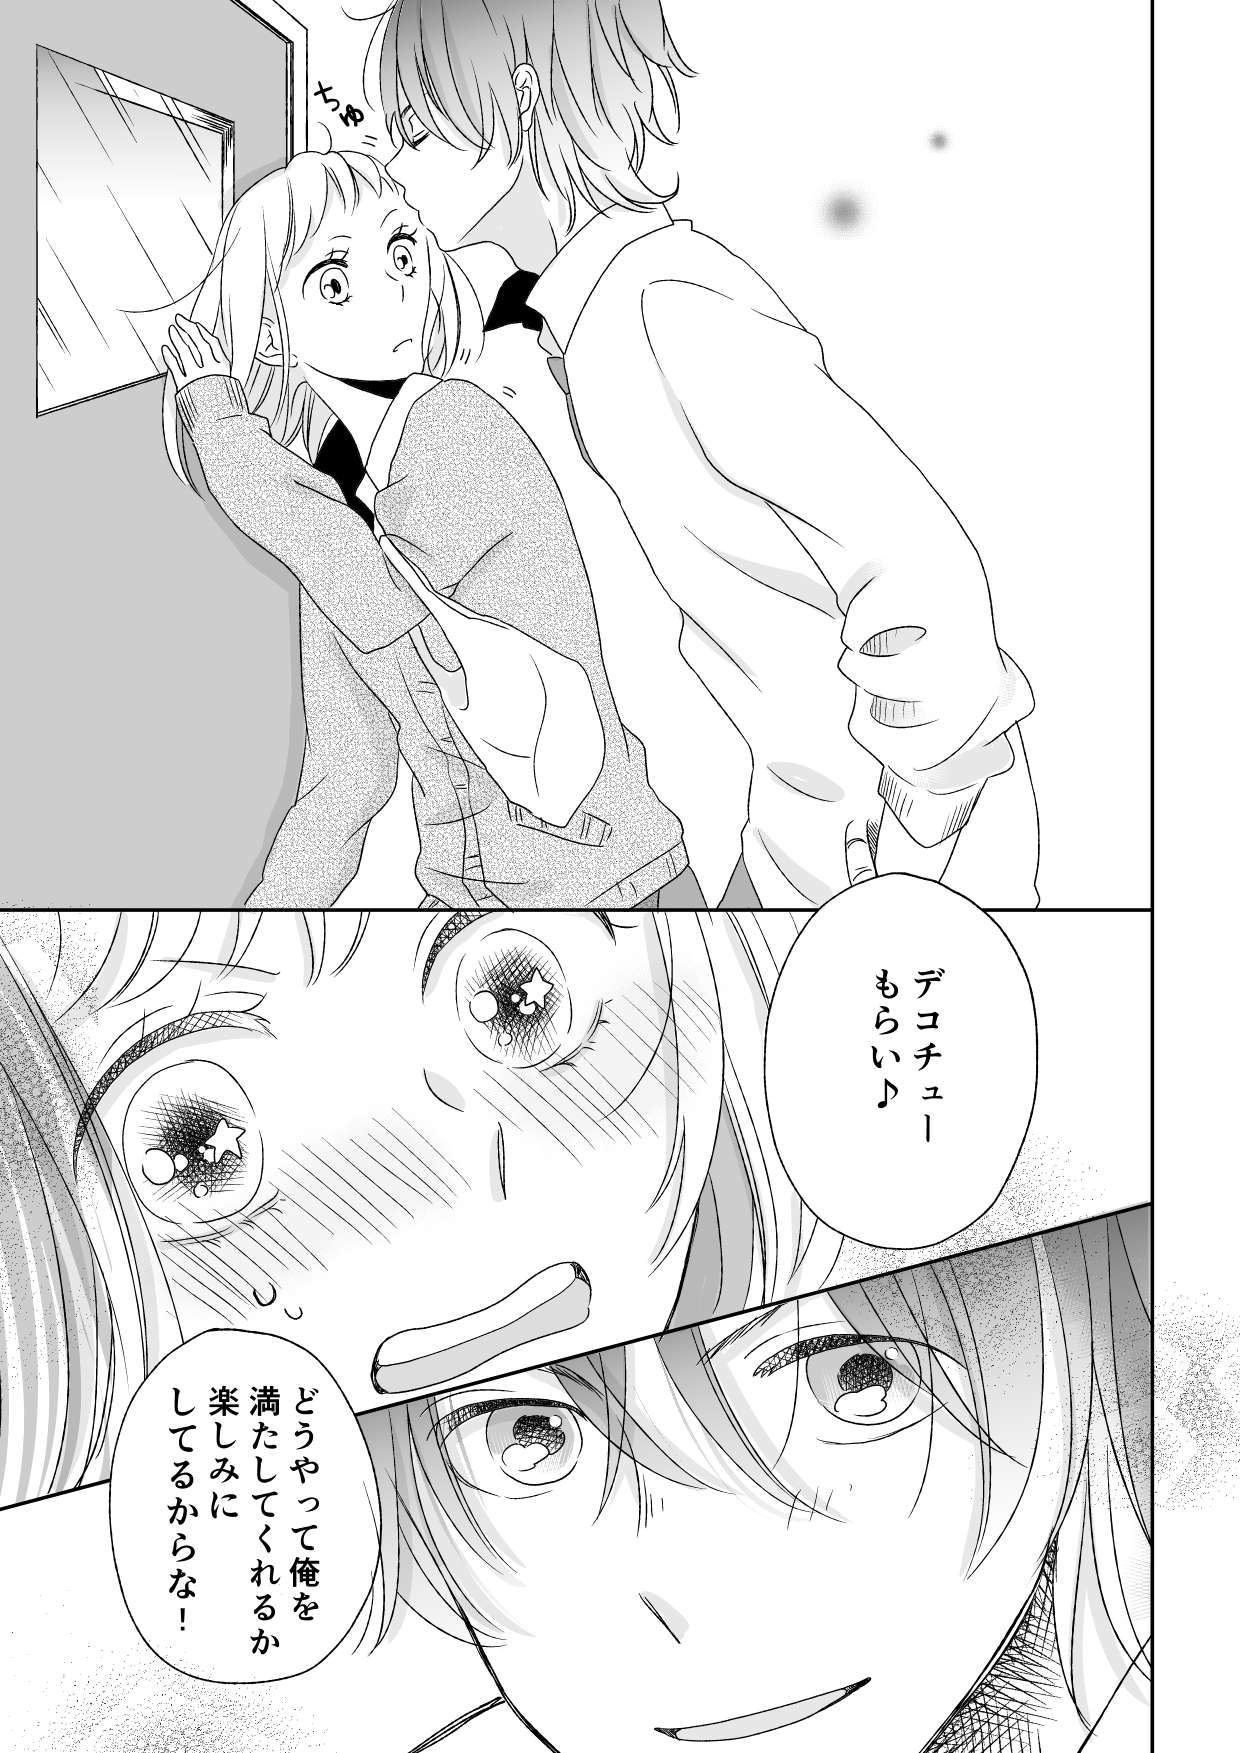 ちゅ
デコチュー
もらい♪
どうやって俺を
満たしてくれるか
楽しみに
してるからな！